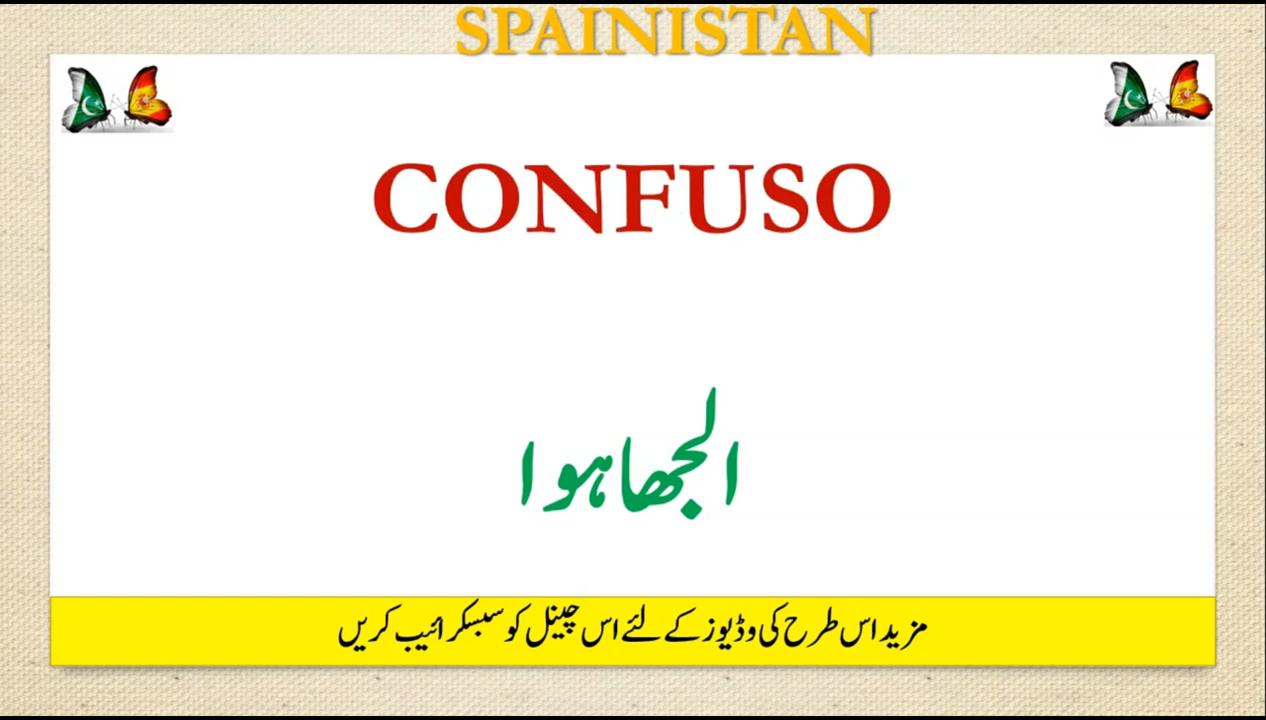 SPAINISTAN
CONFUSO
الجھا ہوا
مزید اس طرح کی وڈیوز کے لئے اس چینل کو سبسکرائیب کریں